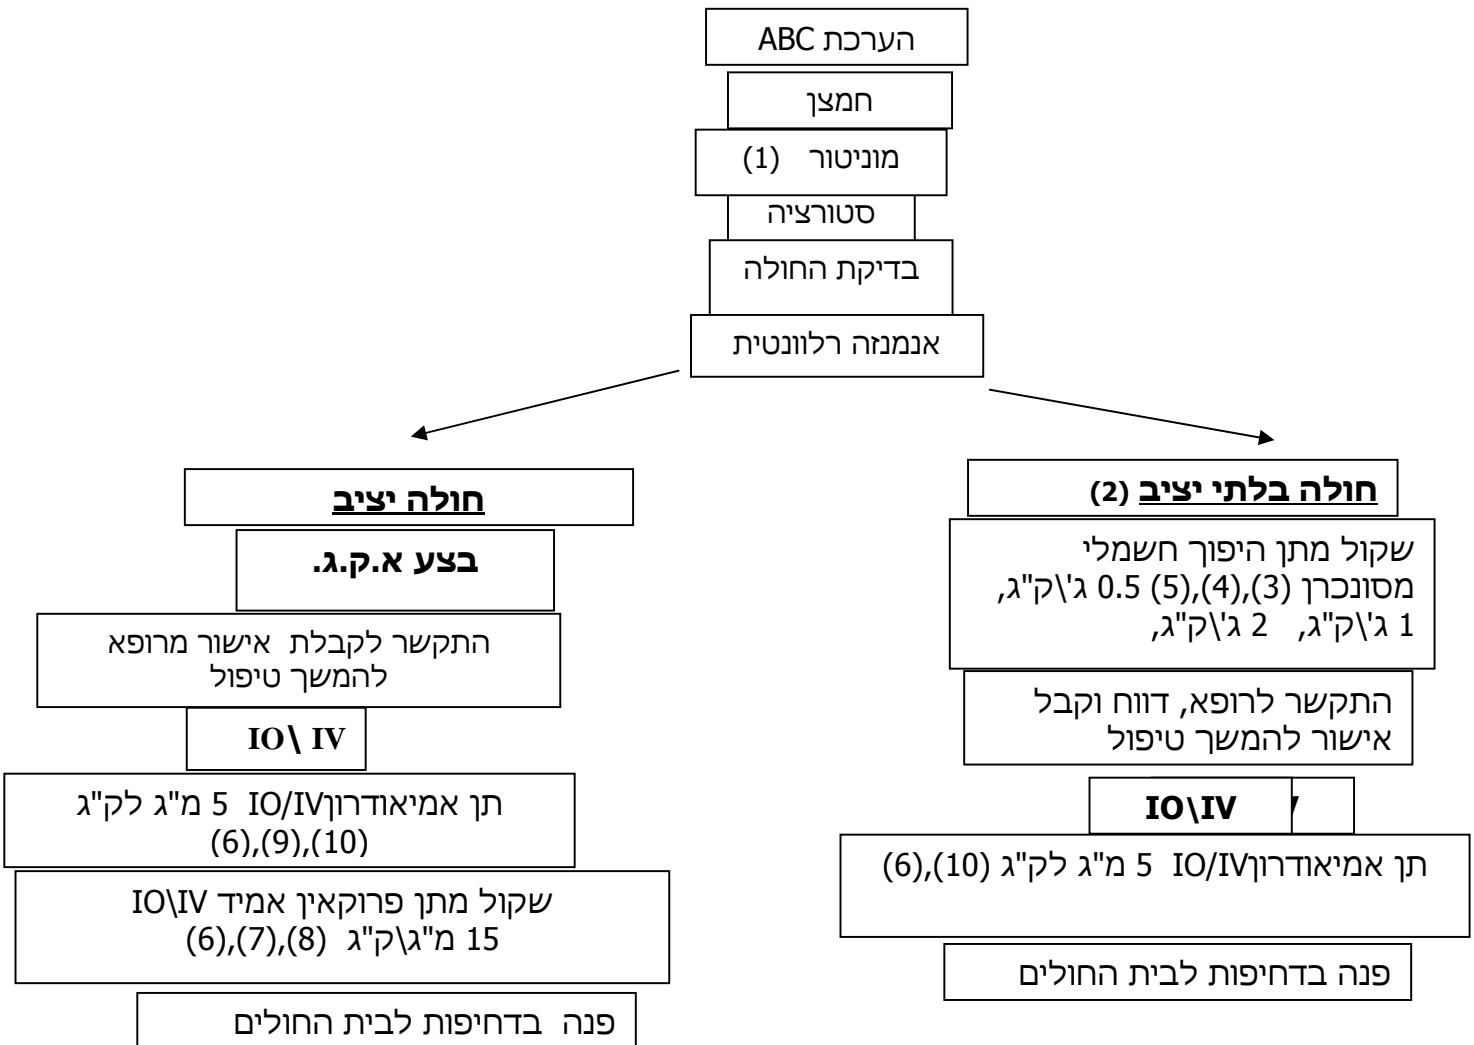 הערכת ABC
חמצן
מוניטור (1)
סטורציה
בדיקת החולה
אנמנזה רלוונטית
חולה בלתי יציב (2)
שקול מתן היפוך חשמלי
מסונכרן (3),(4),(5) 0.5 ג'\ק"ג,
1 ג'\ק"ג, 2 ג'\ק"ג,
התקשר לרופא, דווח וקבל
אישור להמשך טיפול
IO\IV
תן אמיאודרוןIO/IV 5 מ"ג לק"ג (10),(6)
פנה בדחיפות לבית החולים
חולה יציב
בצע א.ק.ג.
התקשר לקבלת אישור מרופא
להמשך טיפול
IO\ IV
תן אמיאודרוןIO/IV 5 מ"ג לק"ג
(6),(9),(10)
שקול מתן פרוקאין אמיד IO\IV
15 מ"ג\ק"ג (8),(7),(6)
פנה בדחיפות לבית החולים